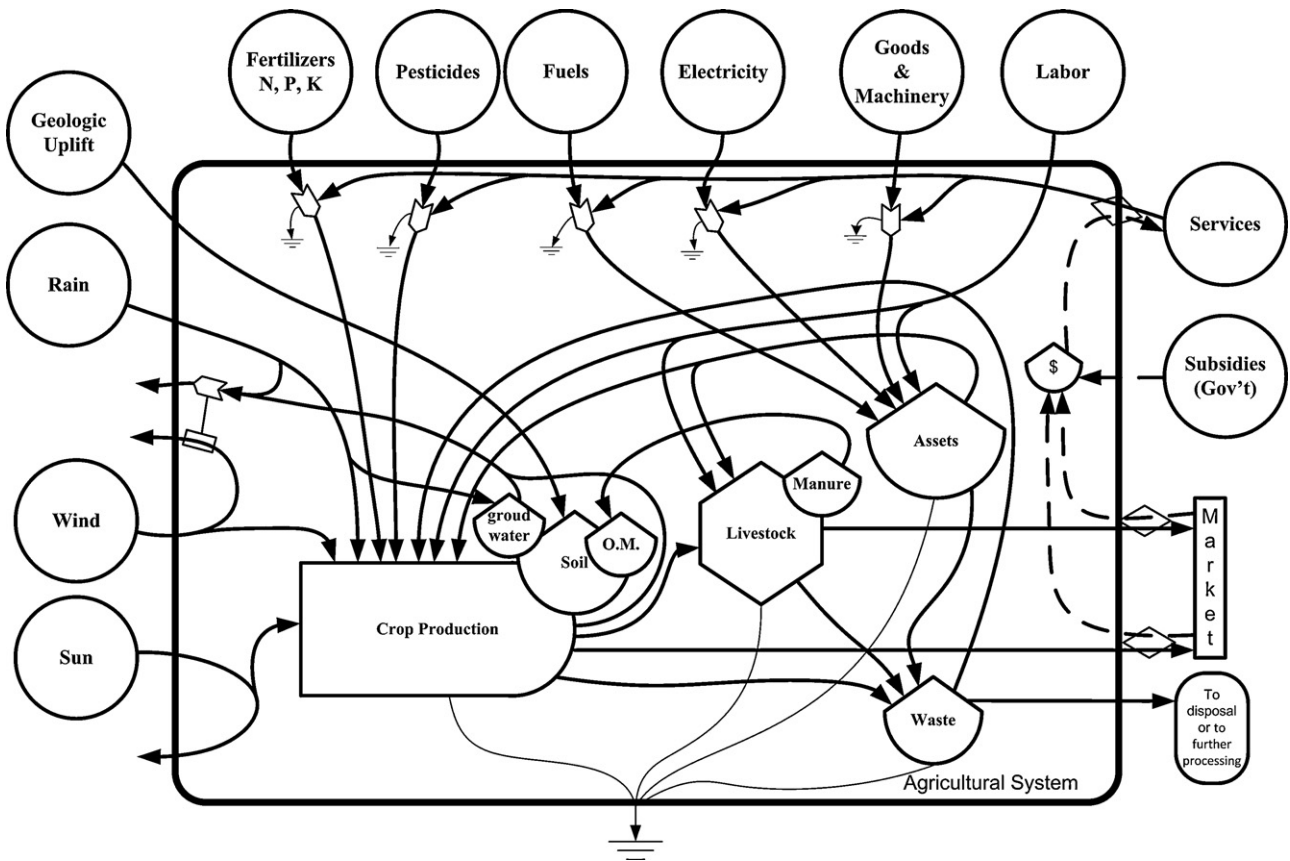 Fertilizers
N, P, K
Pesticides
Fuels
Electricity
Goods
&
Machinery
Labor
Geologic
Uplift
Rain
Services
Subsidies
(Gov't)
$
Assets
Manure
Wind
groud
water
Soil
O.M.
Livestock
Market
Crop Production
Sun
Waste
To
disposal
or to
further
processing
Agricultural System